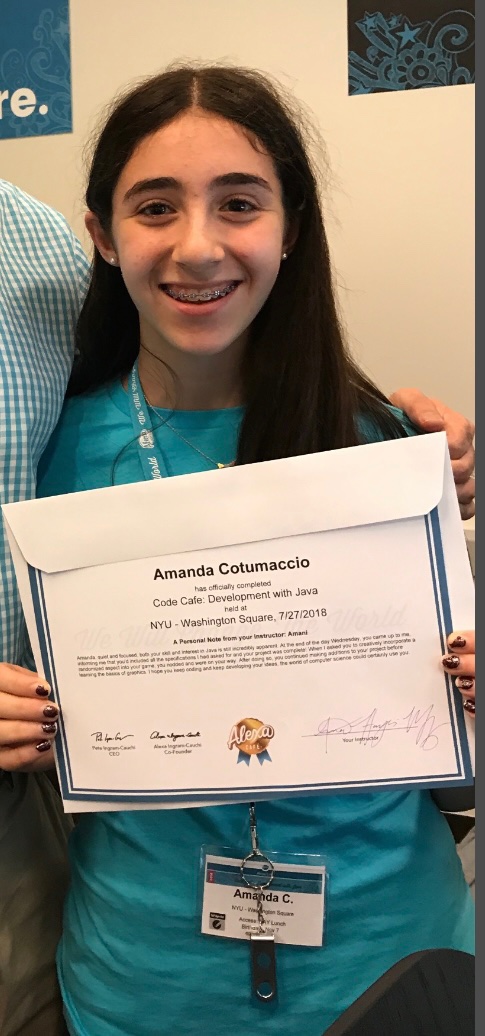 re.
World
Amanda Cotumaccio
has officially completed
Code Cafe: Development with Java
held at
NYU - Washington Square, 7/27/2018
A Personal Note from your Instructor: Amani
Amanda, quiet and focused, both your skill and interest in Java is still incredibly apparent. At the end of the day Wednesday, you came up to me,
informing me that you'd included all the specifications I had asked for and your project was complete! When I asked you to creatively incorporate a
randomized aspect into your game, you nodded and were on your way. After doing so, you continued making additions to your project before
learning the basics of graphics. I hope you keep coding and keep developing your ideas, the world of computer science could certainly use you.
Pete Ingram-Cauchi
CEO
Alexa Ingram-Cauchi
Co-Founder
Alexa
CAFE
Your Instructor
Amanda C.
NYU - Washington Square
Access: DAY Lunch